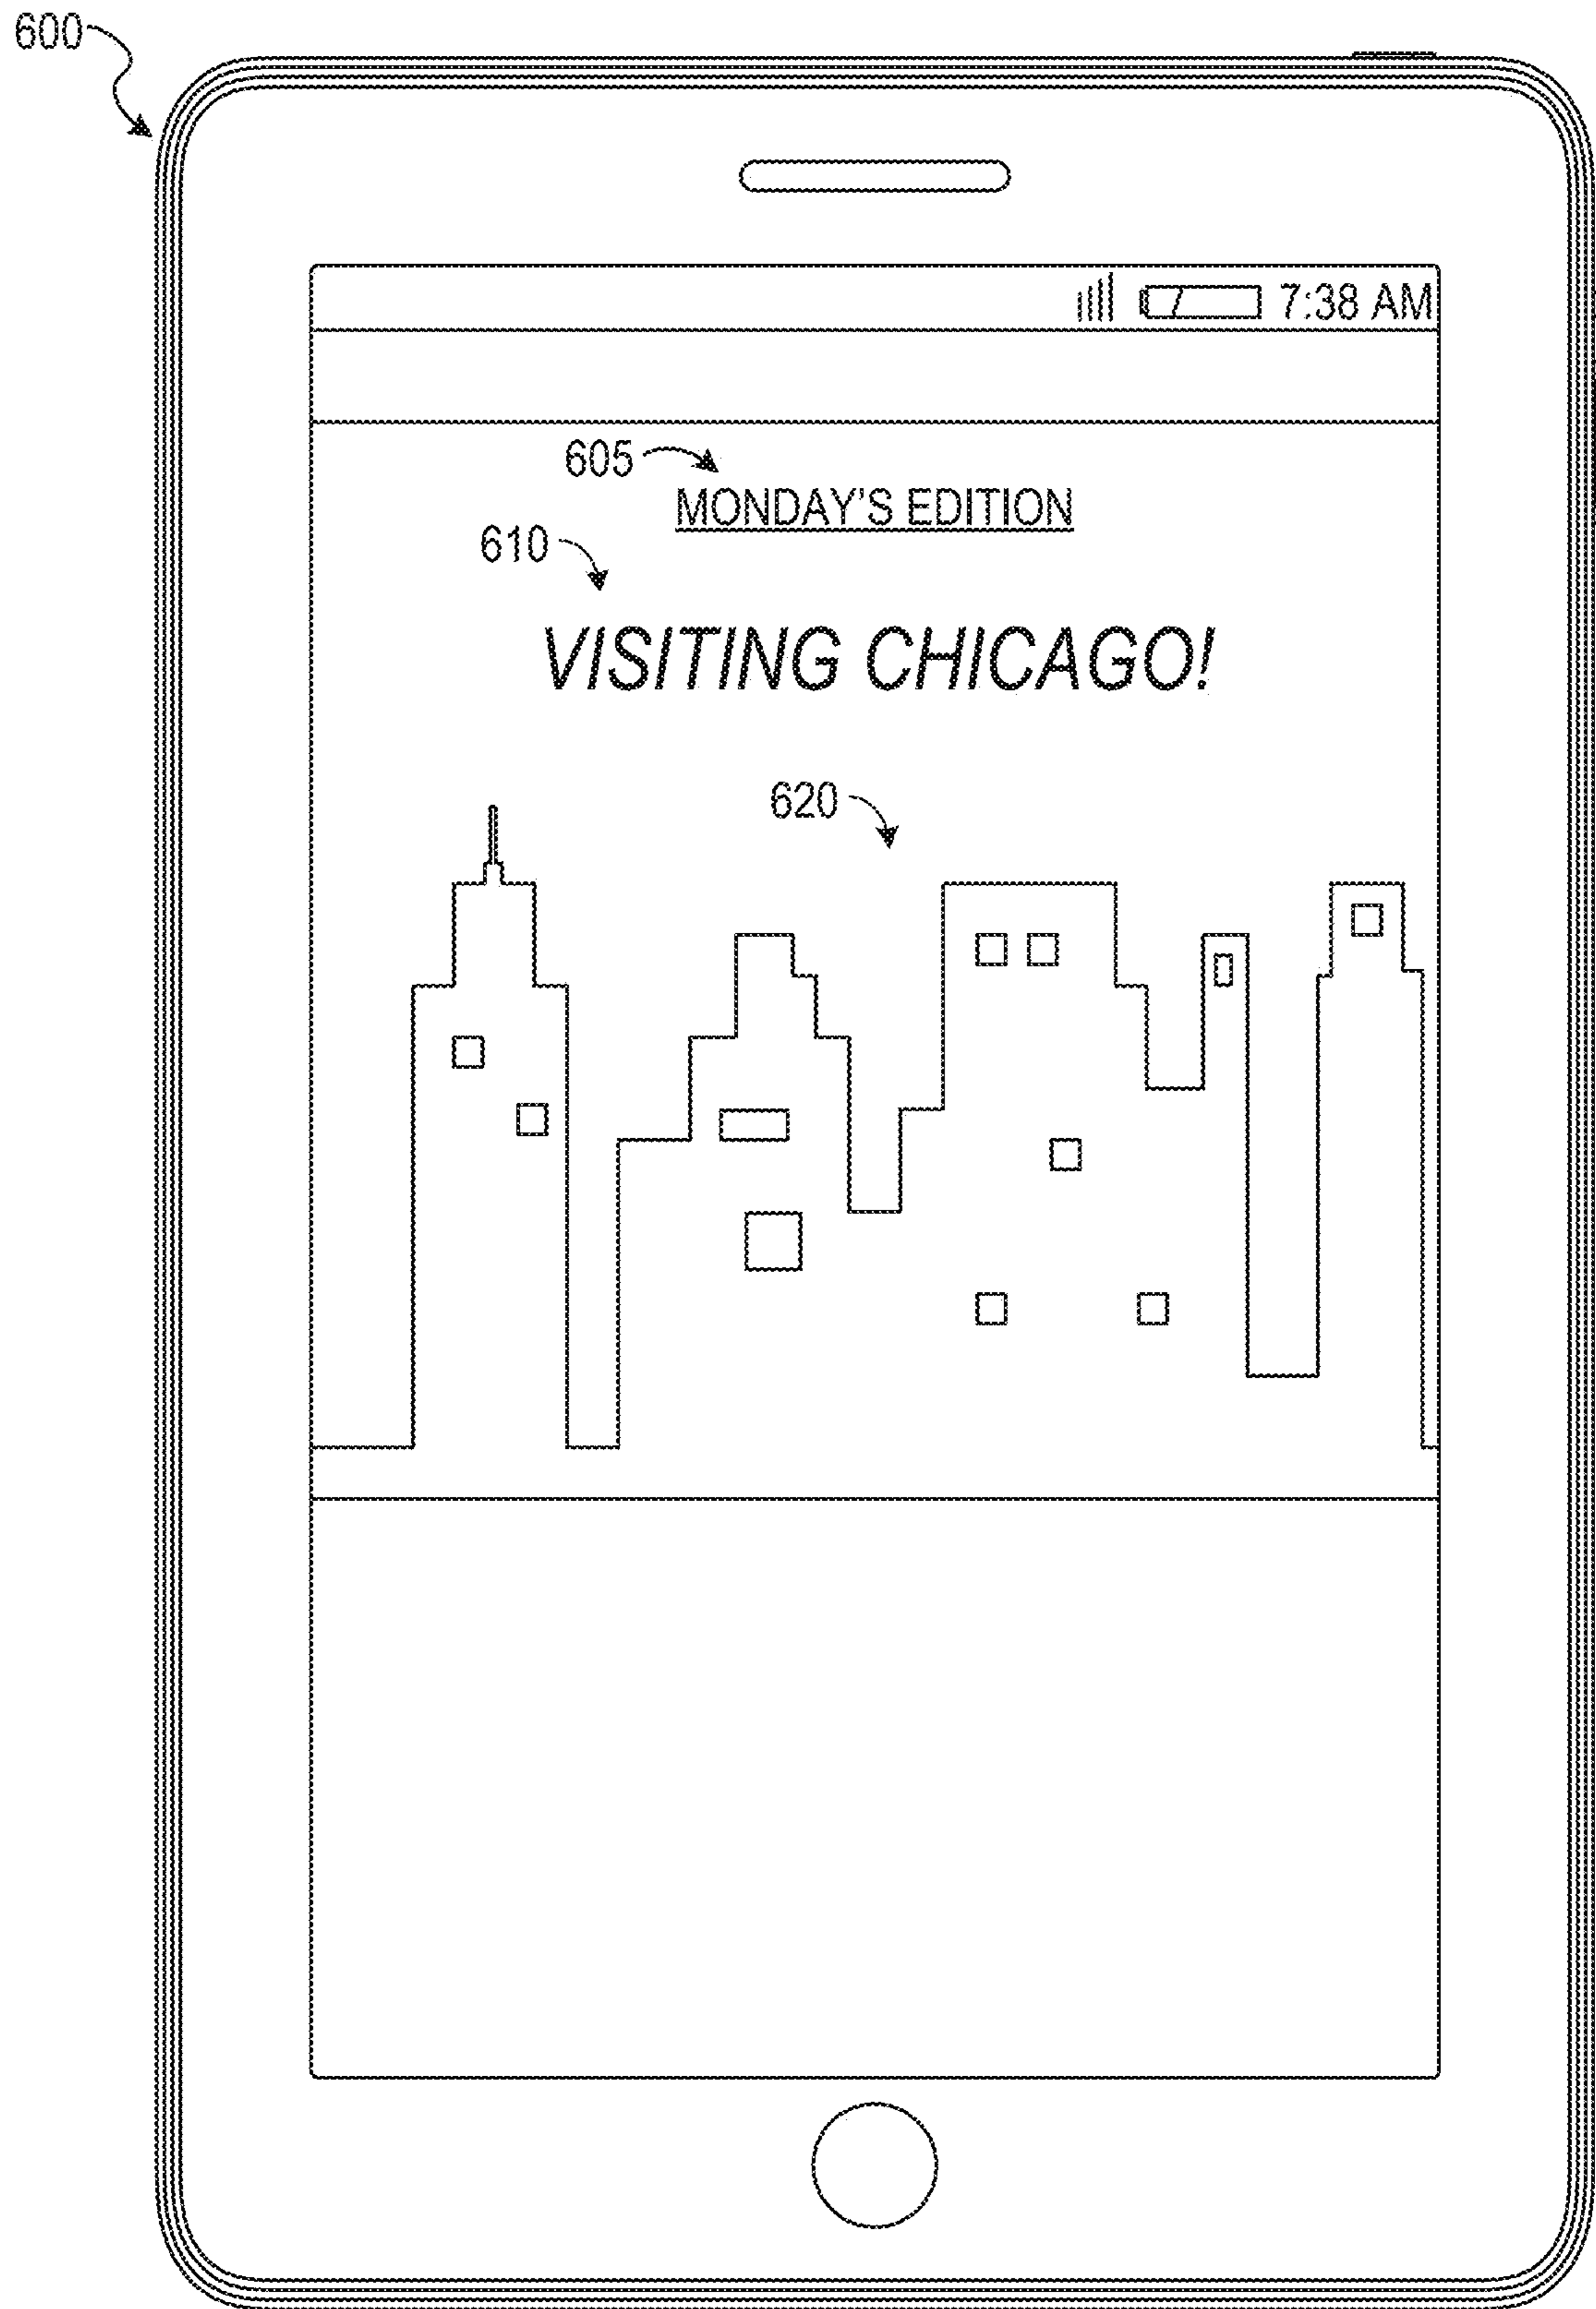 600
7:38 AM
605
MONDAY'S EDITION
610
VISITING CHICAGO!
620